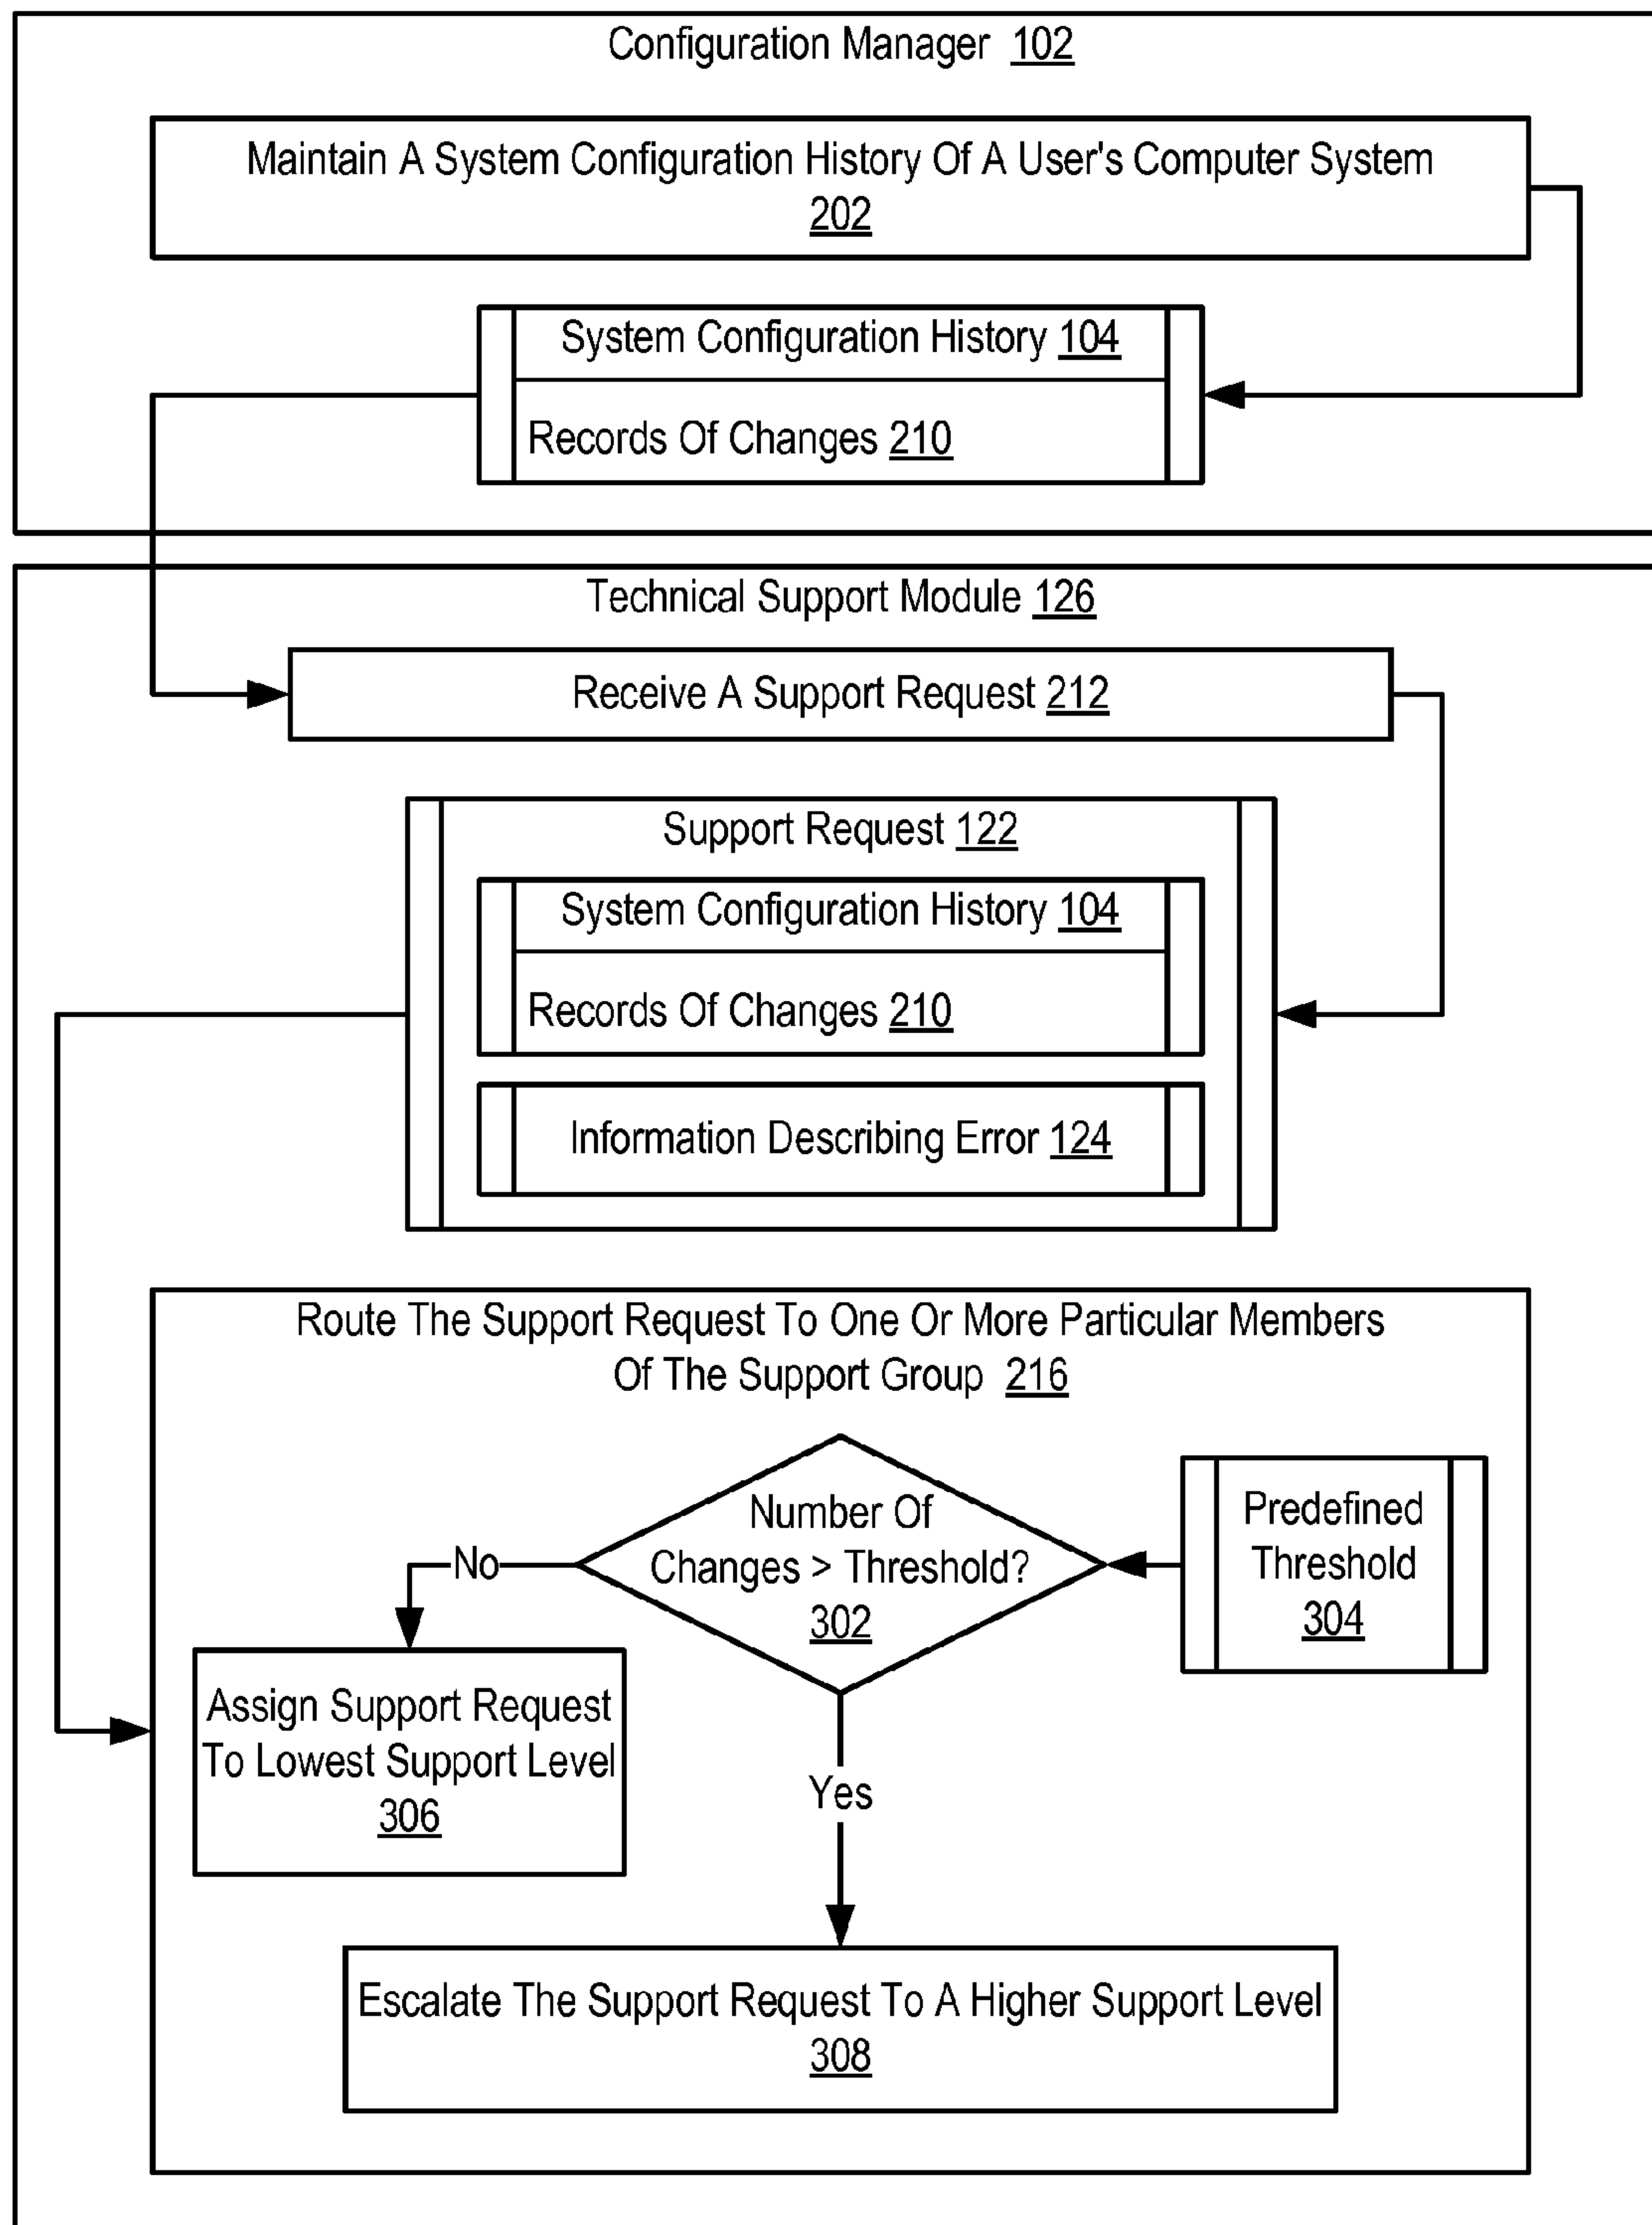 Configuration Manager 102
Maintain A System Configuration History Of A User's Computer System
202
System Configuration History 104
Records Of Changes 210
Technical Support Module 126
Receive A Support Request 212
Support Request 122
System Configuration History 104
Records Of Changes 210
Information Describing Error 124
Route The Support Request To One Or More Particular Members
Of The Support Group 216
Number Of
Changes > Threshold?
302
Predefined
Threshold
304
No
Assign Support Request
To Lowest Support Level
306
Yes
Escalate The Support Request To A Higher Support Level
308